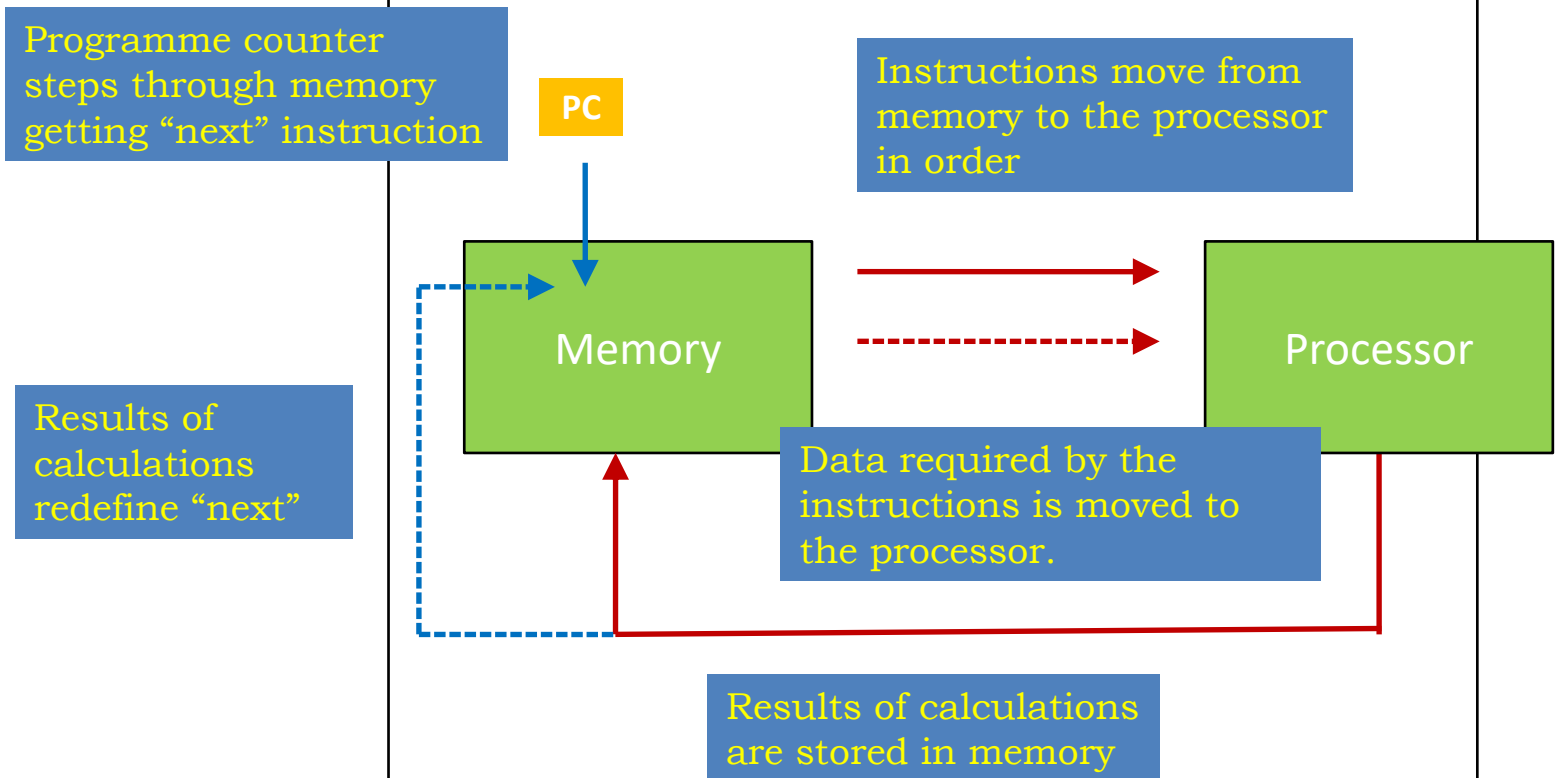 Programme counter
steps through memory
getting “next” instruction
PC
Instructions move from
memory to the processor
in order
Memory
Processor
Results of
calculations
redefine “next”
Data required by the
instructions is moved to
the processor.
Results of calculations
are stored in memory